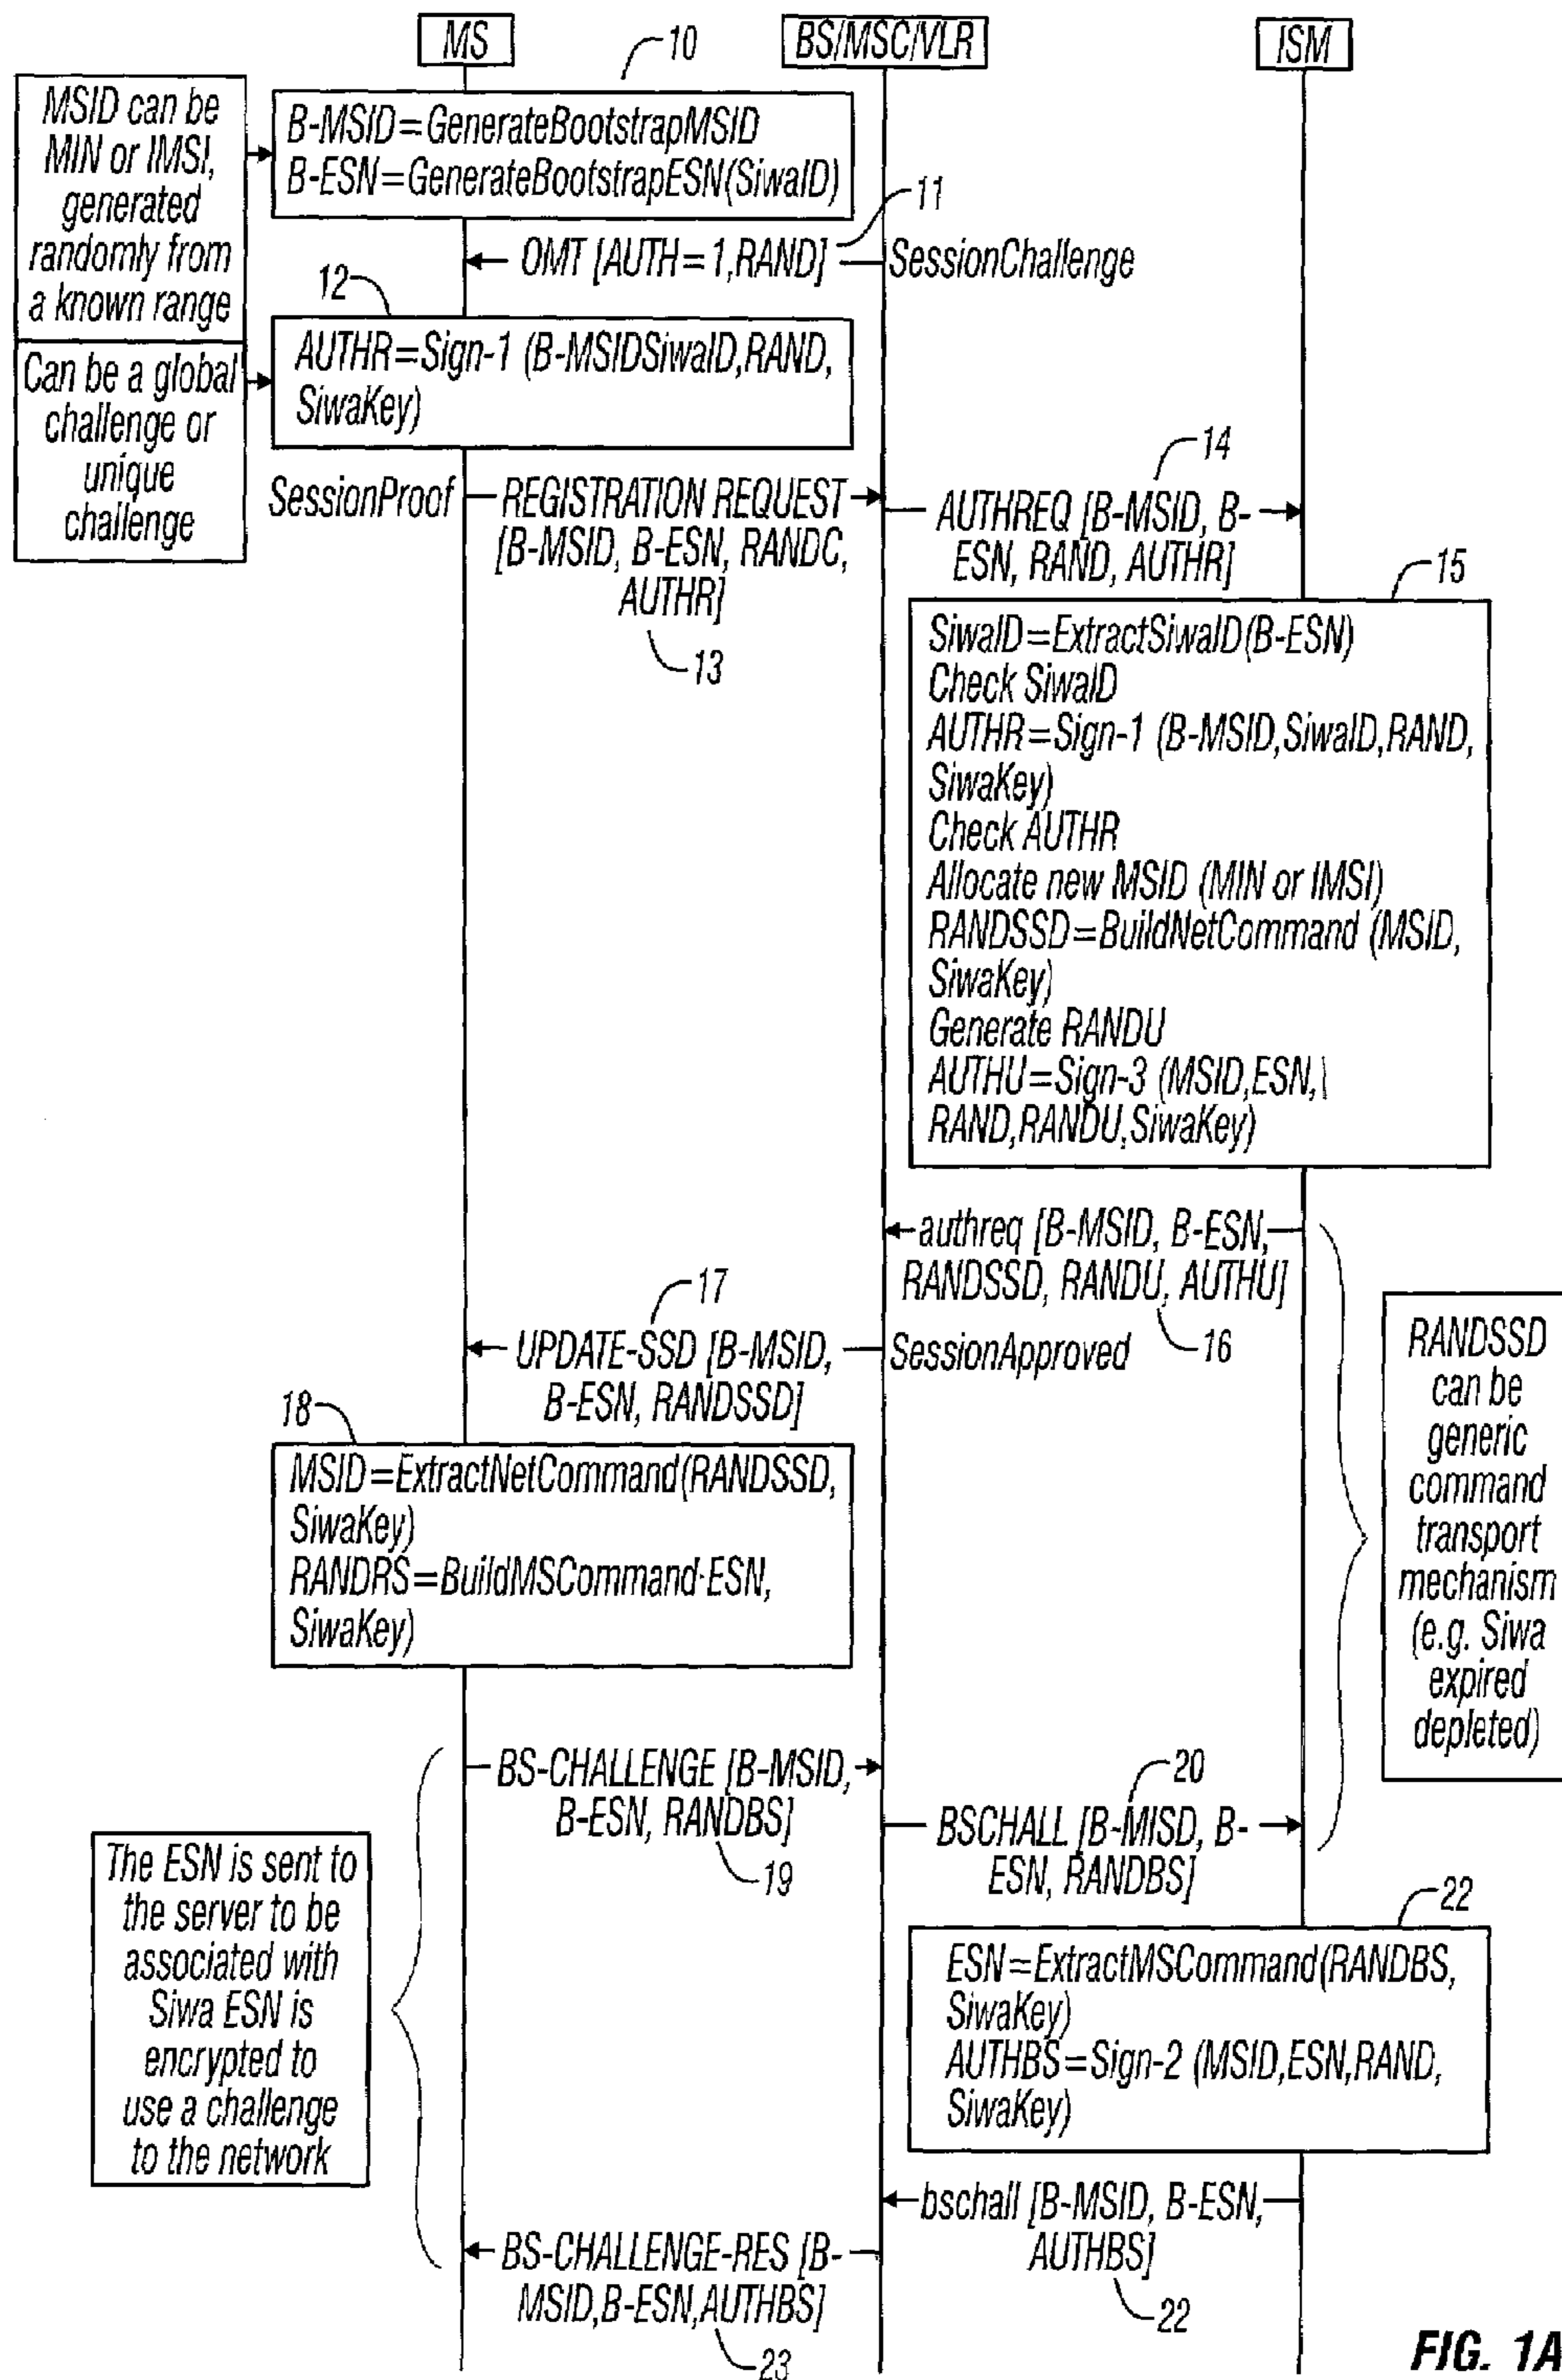 MS
BS/MSC/VLR
ISM
10
MSID can be
MIN or IMSI,
generated
randomly from
a known range
B-MSID=GenerateBootstrapMSID
B-ESN=GenerateBootstrapESN(SiwaID)
11
OMT [AUTH=1,RAND]
SessionChallenge
12
Can be a global
challenge or
unique
challenge
AUTHR=Sign-1 (B-MSIDSiwaID,RAND,
SiwaKey)
SessionProof
REGISTRATION REQUEST
[B-MSID, B-ESN, RANDC,
AUTHR]
13
14
AUTHREQ [B-MSID, B-
ESN, RAND, AUTHR]
15
SiwaID=ExtractSiwaID(B-ESN)
Check SiwaID
AUTHR=Sign-1 (B-MSID,SiwaID,RAND,
SiwaKey)
Check AUTHR
Allocate new MSID (MIN or IMSI)
RANDSSD=BuildNetCommand (MSID,
SiwaKey)
Generate RANDU
AUTHU=Sign-3 (MSID,ESN,
RAND,RANDU,SiwaKey)
authreq [B-MSID, B-ESN,
RANDSSD, RANDU, AUTHU]
16
17
UPDATE-SSD [B-MSID,
B-ESN, RANDSSD]
SessionApproved
RANDSSD
can be
generic
command
transport
mechanism
(e.g. Siwa
expired
depleted)
18
MSID=ExtractNetCommand(RANDSSD,
SiwaKey)
RANDRS=BuildMSCommand-ESN,
SiwaKey)
BS-CHALLENGE [B-MSID,
B-ESN, RANDBS]
19
20
BSCHALL [B-MISD, B-
ESN, RANDBS]
The ESN is sent to
the server to be
associated with
Siwa ESN is
encrypted to
use a challenge
to the network
22
ESN=ExtractMSCommand(RANDBS,
SiwaKey)
AUTHBS=Sign-2 (MSID,ESN,RAND,
SiwaKey)
bschall [B-MSID, B-ESN,
AUTHBS]
22
BS-CHALLENGE-RES [B-
MSID,B-ESN,AUTHBS]
23
FIG. 1A